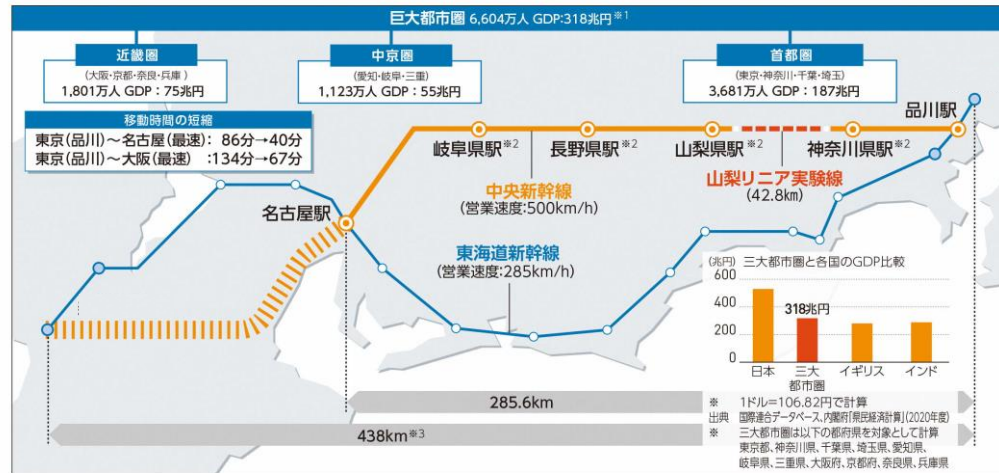 巨大都市圏 6,604万人 GDP:318兆円※1
近畿圏
(大阪・京都・奈良・兵庫)
1,801万人 GDP：75兆円
中京圏
(愛知・岐阜・三重)
1,123万人 GDP：55兆円
首都圏
(東京・神奈川・千葉・埼玉)
3,681万人 GDP：187兆円
移動時間の短縮
東京(品川)～名古屋(最速)： 86分→40分
東京(品川)～大阪(最速) :134分→67分
品川駅
岐阜県駅※2
長野県駅※2
山梨県駅※2
神奈川県駅※2
中央新幹線
(営業速度:500km/h)
山梨リニア実験線
(42.8km)
名古屋駅
東海道新幹線
(営業速度:285km/h)
(兆円) 三大都市圏と各国のGDP比較
600
400
200
0
318兆円
日本
三大
都市圏
イギリス
インド
285.6km
438km※3
※ 1ドル=106.82円で計算
出典 国際連合データベース、内閣府「県民経済計算」(2020年度)
※ 三大都市圏は以下の都府県を対象として計算
東京都、神奈川県、千葉県、埼玉県、愛知県、
岐阜県、三重県、大阪府、京都府、奈良県、兵庫県